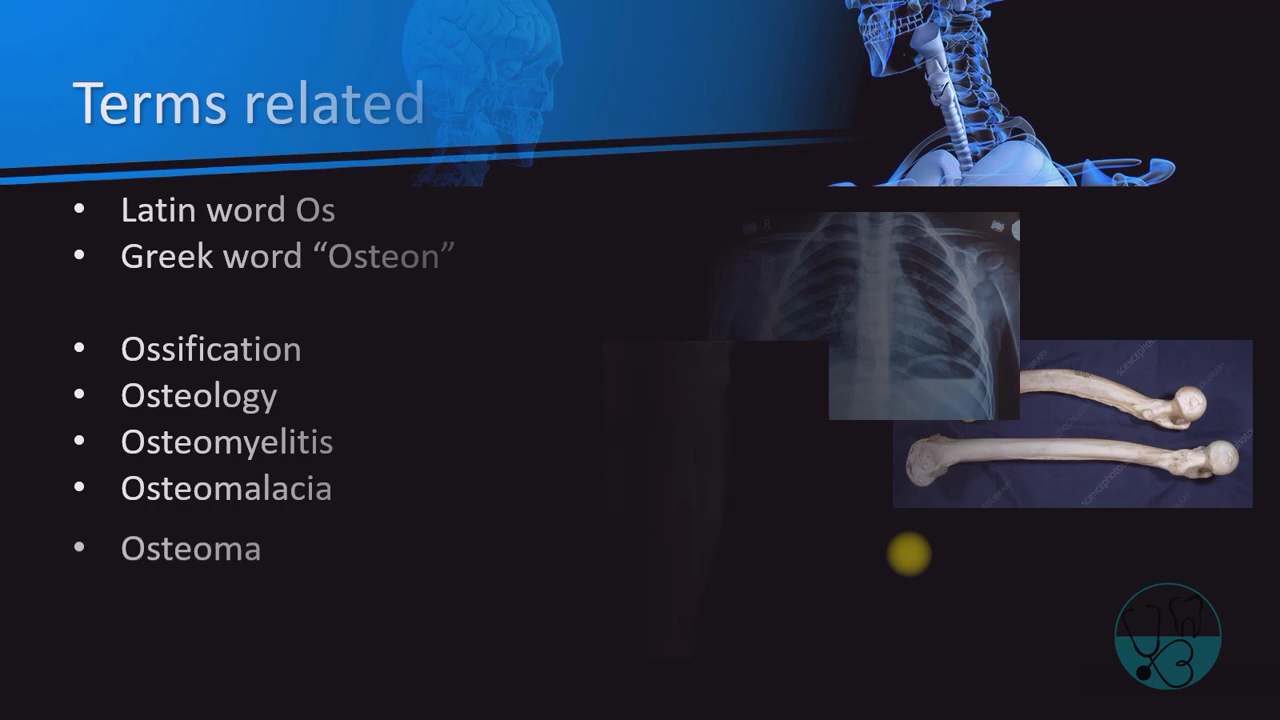 Terms related
• Latin word Os
• Greek word “Osteon”
• Ossification
• Osteology
• Osteomyelitis
• Osteomalacia
• Osteoma
R